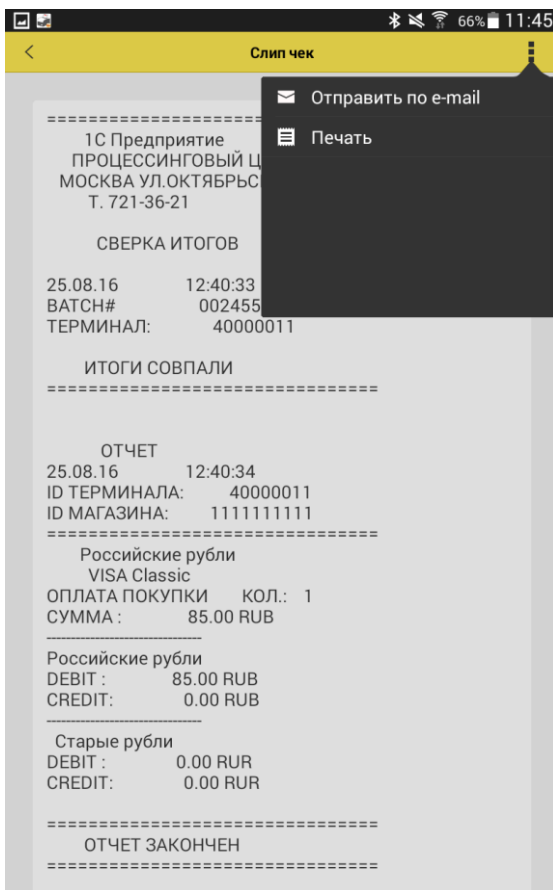 66% 11:45
Слип чек
Отправить по e-mail
Печать
================================
1С Предприятие
ПРОЦЕССИНГОВЫЙ
МОСКВА
Т. 721-36-21
СВЕРКА ИТОГОВ
25.08.16 12:40:33
BATCH# 002455
ТЕРМИНАЛ: 40000011
ИТОГИ СОВПАЛИ
================================
ОТЧЕТ
25.08.16 12:40:34
ID ТЕРМИНАЛА: 40000011
ID МАГАЗИНА: 1111111111
================================
Российские рубли
VISA Classic
ОПЛАТА ПОКУПКИ КОЛ.: 1
СУММА : 85.00 RUB
--------------------------------
Российские рубли
DEBIT : 85.00 RUB
CREDIT: 0.00 RUB
--------------------------------
Старые рубли
DEBIT : 0.00 RUR
CREDIT: 0.00 RUR
================================
ОТЧЕТ ЗАКОНЧЕН
================================